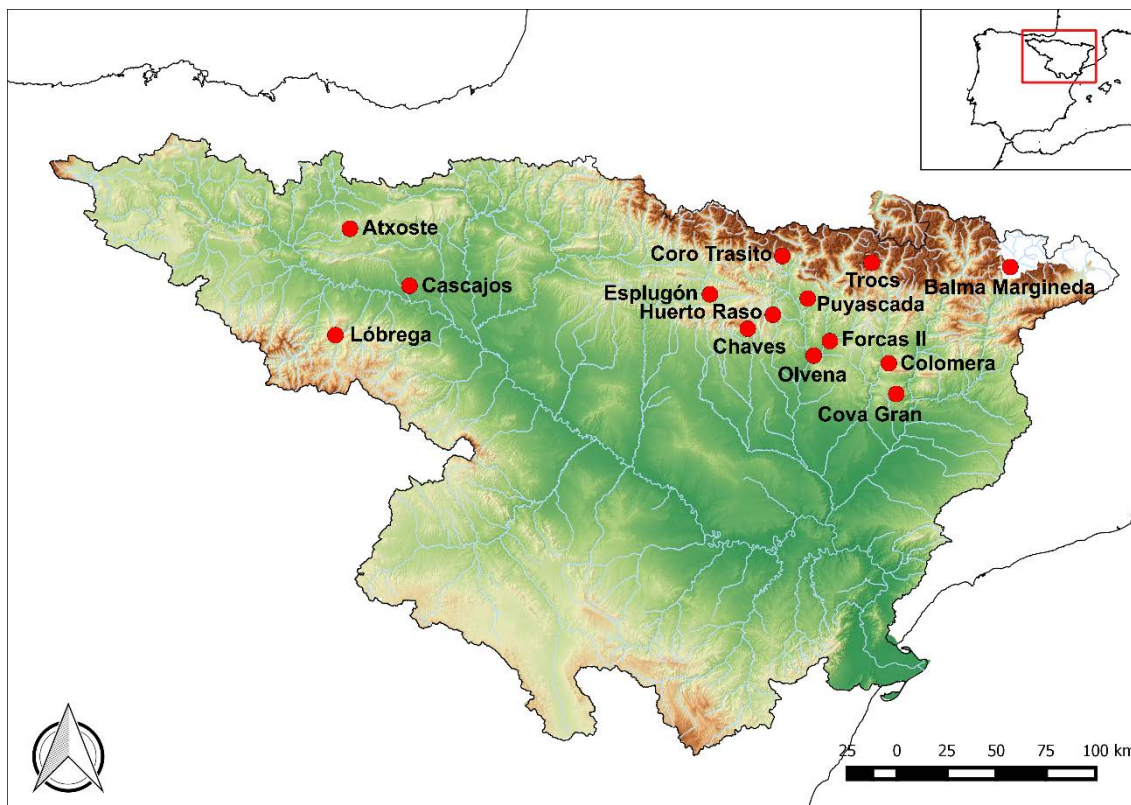 Atxoste
Coro Trasito
Trocs
Balma Margineda
Cascajos
Esplugón
Puyascada
Huerto Raso
Lóbrega
Chaves
Forcas II
Olvena
Colomera
Cova Gran
25 0 25 50 75 100 km